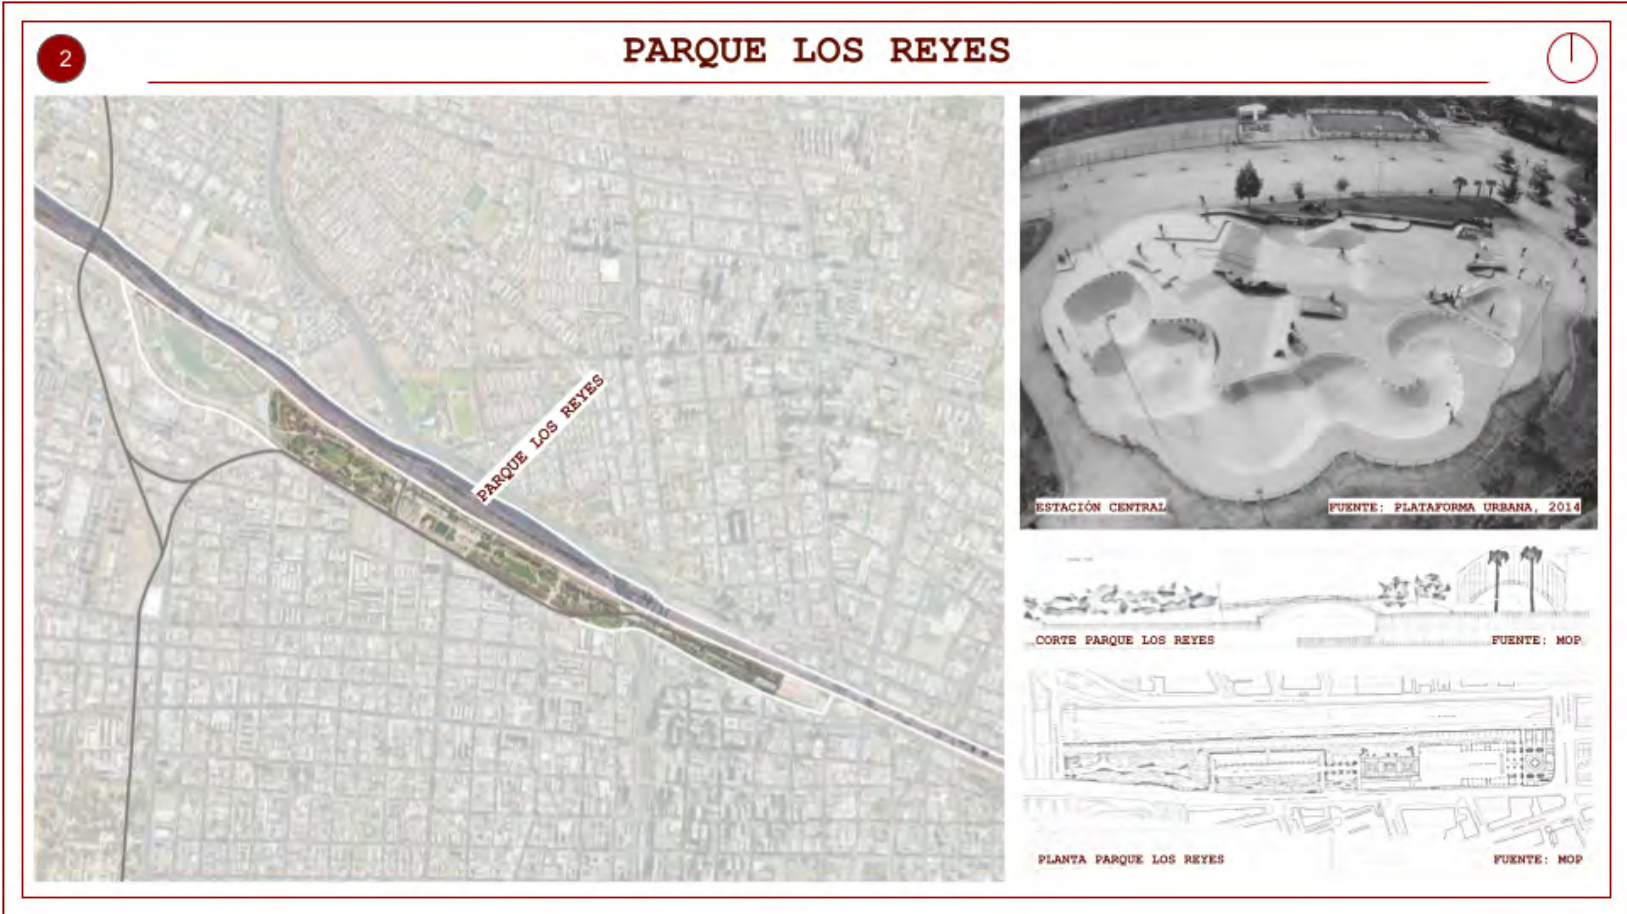 2
PARQUE LOS REYES
PARQUE LOS REYES
ESTACIÓN CENTRAL
FUENTE: PLATAFORMA URBANA, 2014
CORTE PARQUE LOS REYES
FUENTE: MOP
PLANTA PARQUE LOS REYES
FUENTE: MOP